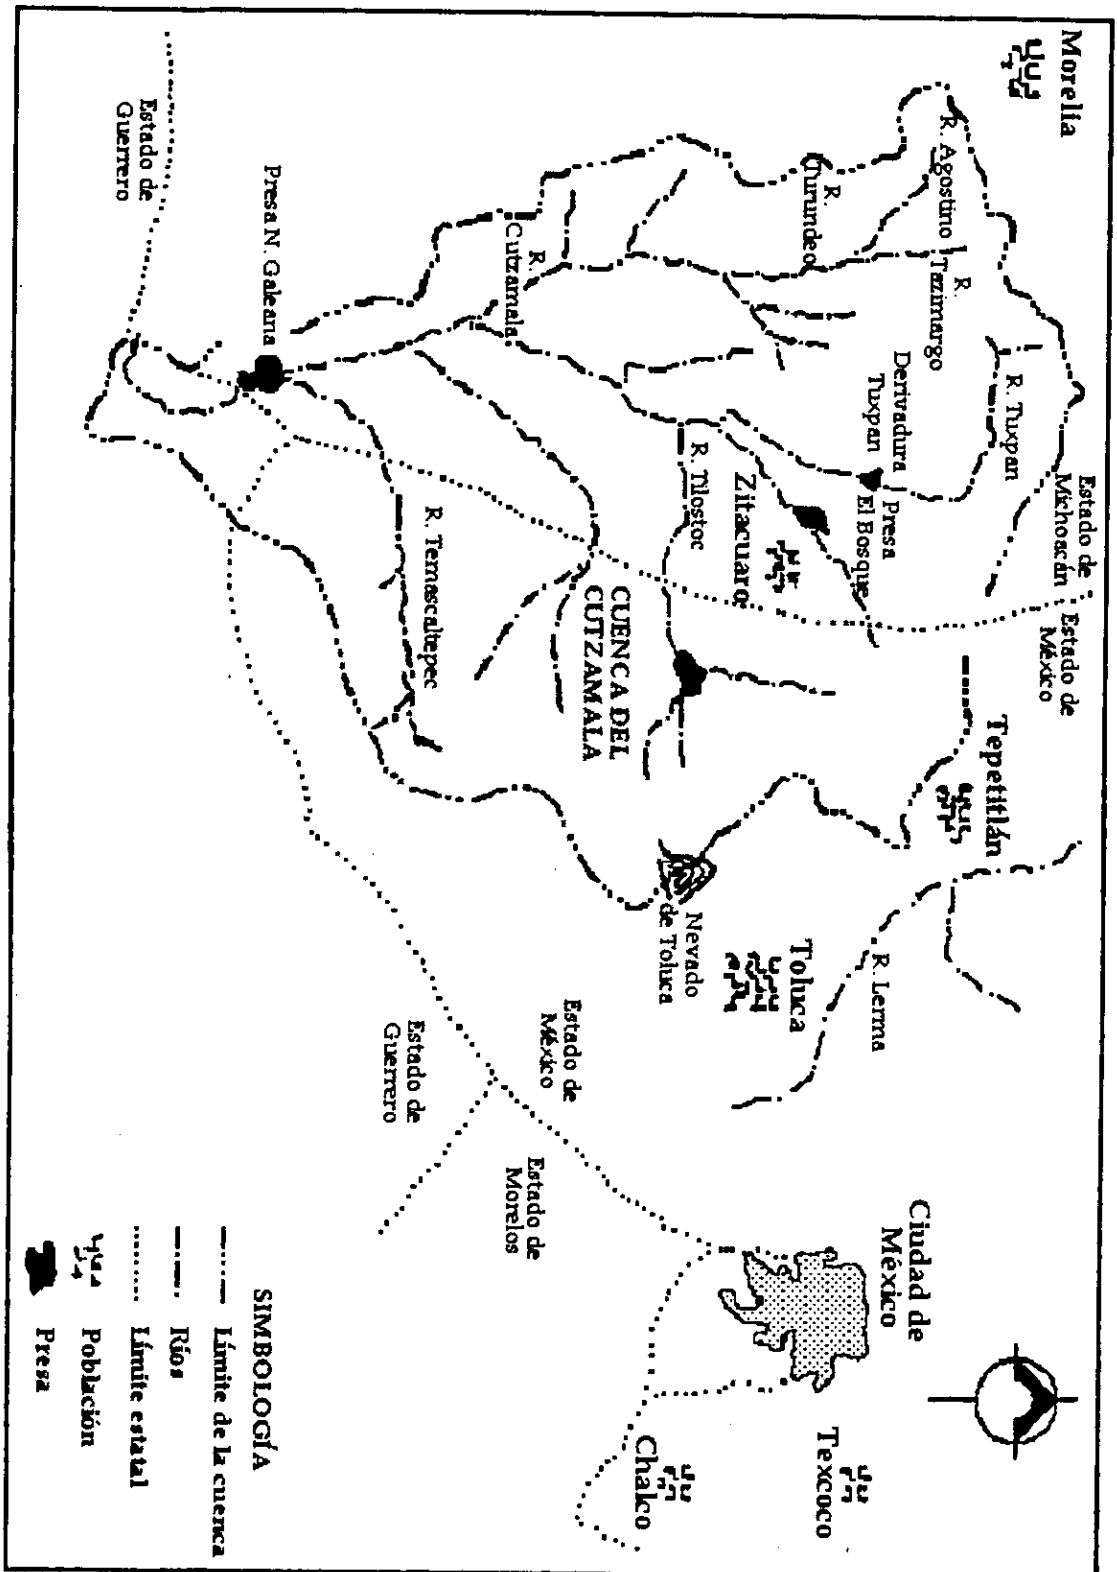 Morelia
R. Agostino
R.
Tazimargo
R.
Turundeo
R. Tuxpan
Estado de
Michoacán
Estado de
México
Derivadura
Tuxpan
Presa
El Bosque
Zitacuaro
R. Tilostoc
R.
Cutzamala
Presa N. Galeana
Estado de
Guerrero
R. Temascaltepec
CUENCA DEL
CUTZAMALA
Tepetitlán
R. Lerma
Toluca
Nevado
de Toluca
Estado de
México
Estado de
Guerrero
Estado de
Morelos
Ciudad de
México
Texcoco
Chalco
SIMBOLOGÍA
Límite de la cuenca
Ríos
Límite estatal
Población
Presa